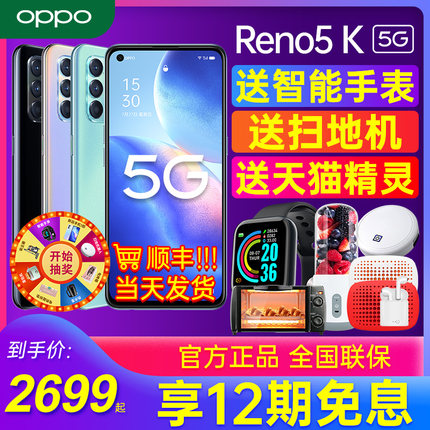 oppo
Reno5 K 5G
送智能手表
送扫地机
送天猫精灵
15
30
5G
开始
抽奖
顺丰!!!
当天发货
20
36
到手价:
2699起
官方正品 全国联保
享12期免息